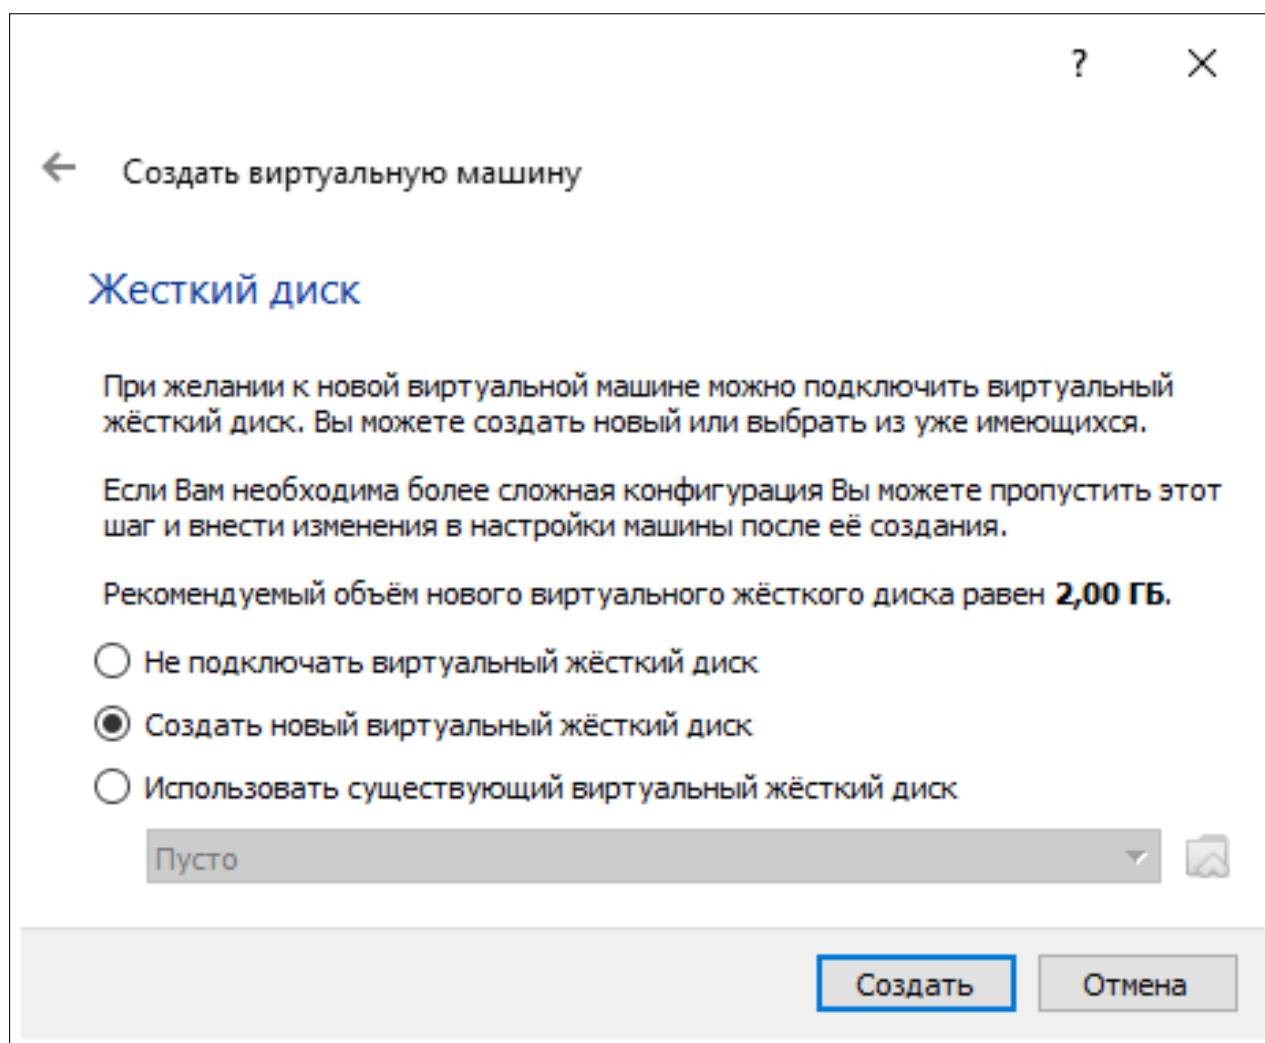 ?
Создать виртуальную машину
Жесткий диск
При желании к новой виртуальной машине можно подключить виртуальный
жёсткий диск. Вы можете создать новый или выбрать из уже имеющихся.
Если Вам необходима более сложная конфигурация Вы можете пропустить этот
шаг и внести изменения в настройки машины после её создания.
Рекомендуемый объём нового виртуального жёсткого диска равен 2,00 ГБ.
Не подключать виртуальный жёсткий диск
Создать новый виртуальный жёсткий диск
Использовать существующий виртуальный жёсткий диск
Пусто
Создать Отмена